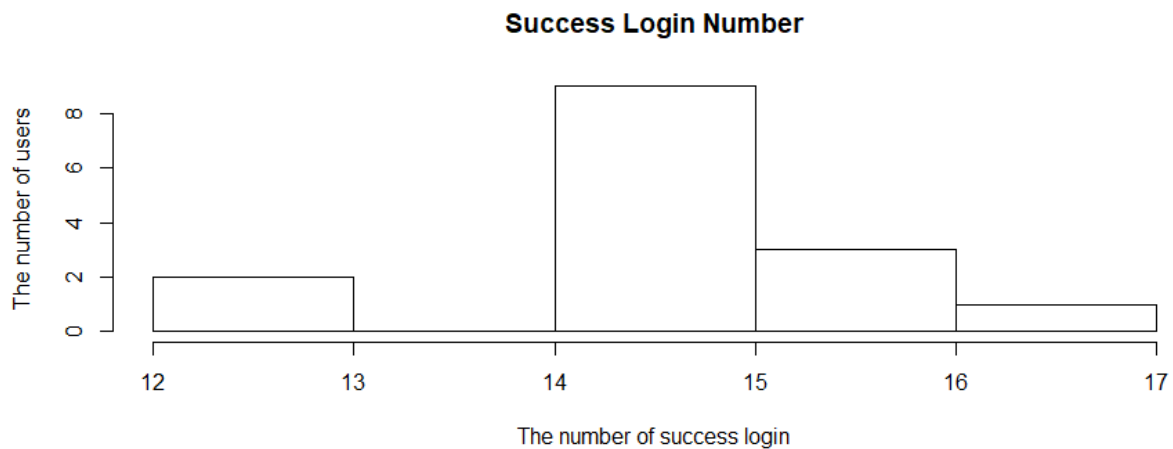 Success Login Number
The number of users
8
6
4
2
0
12 13 14 15 16 17
The number of success login